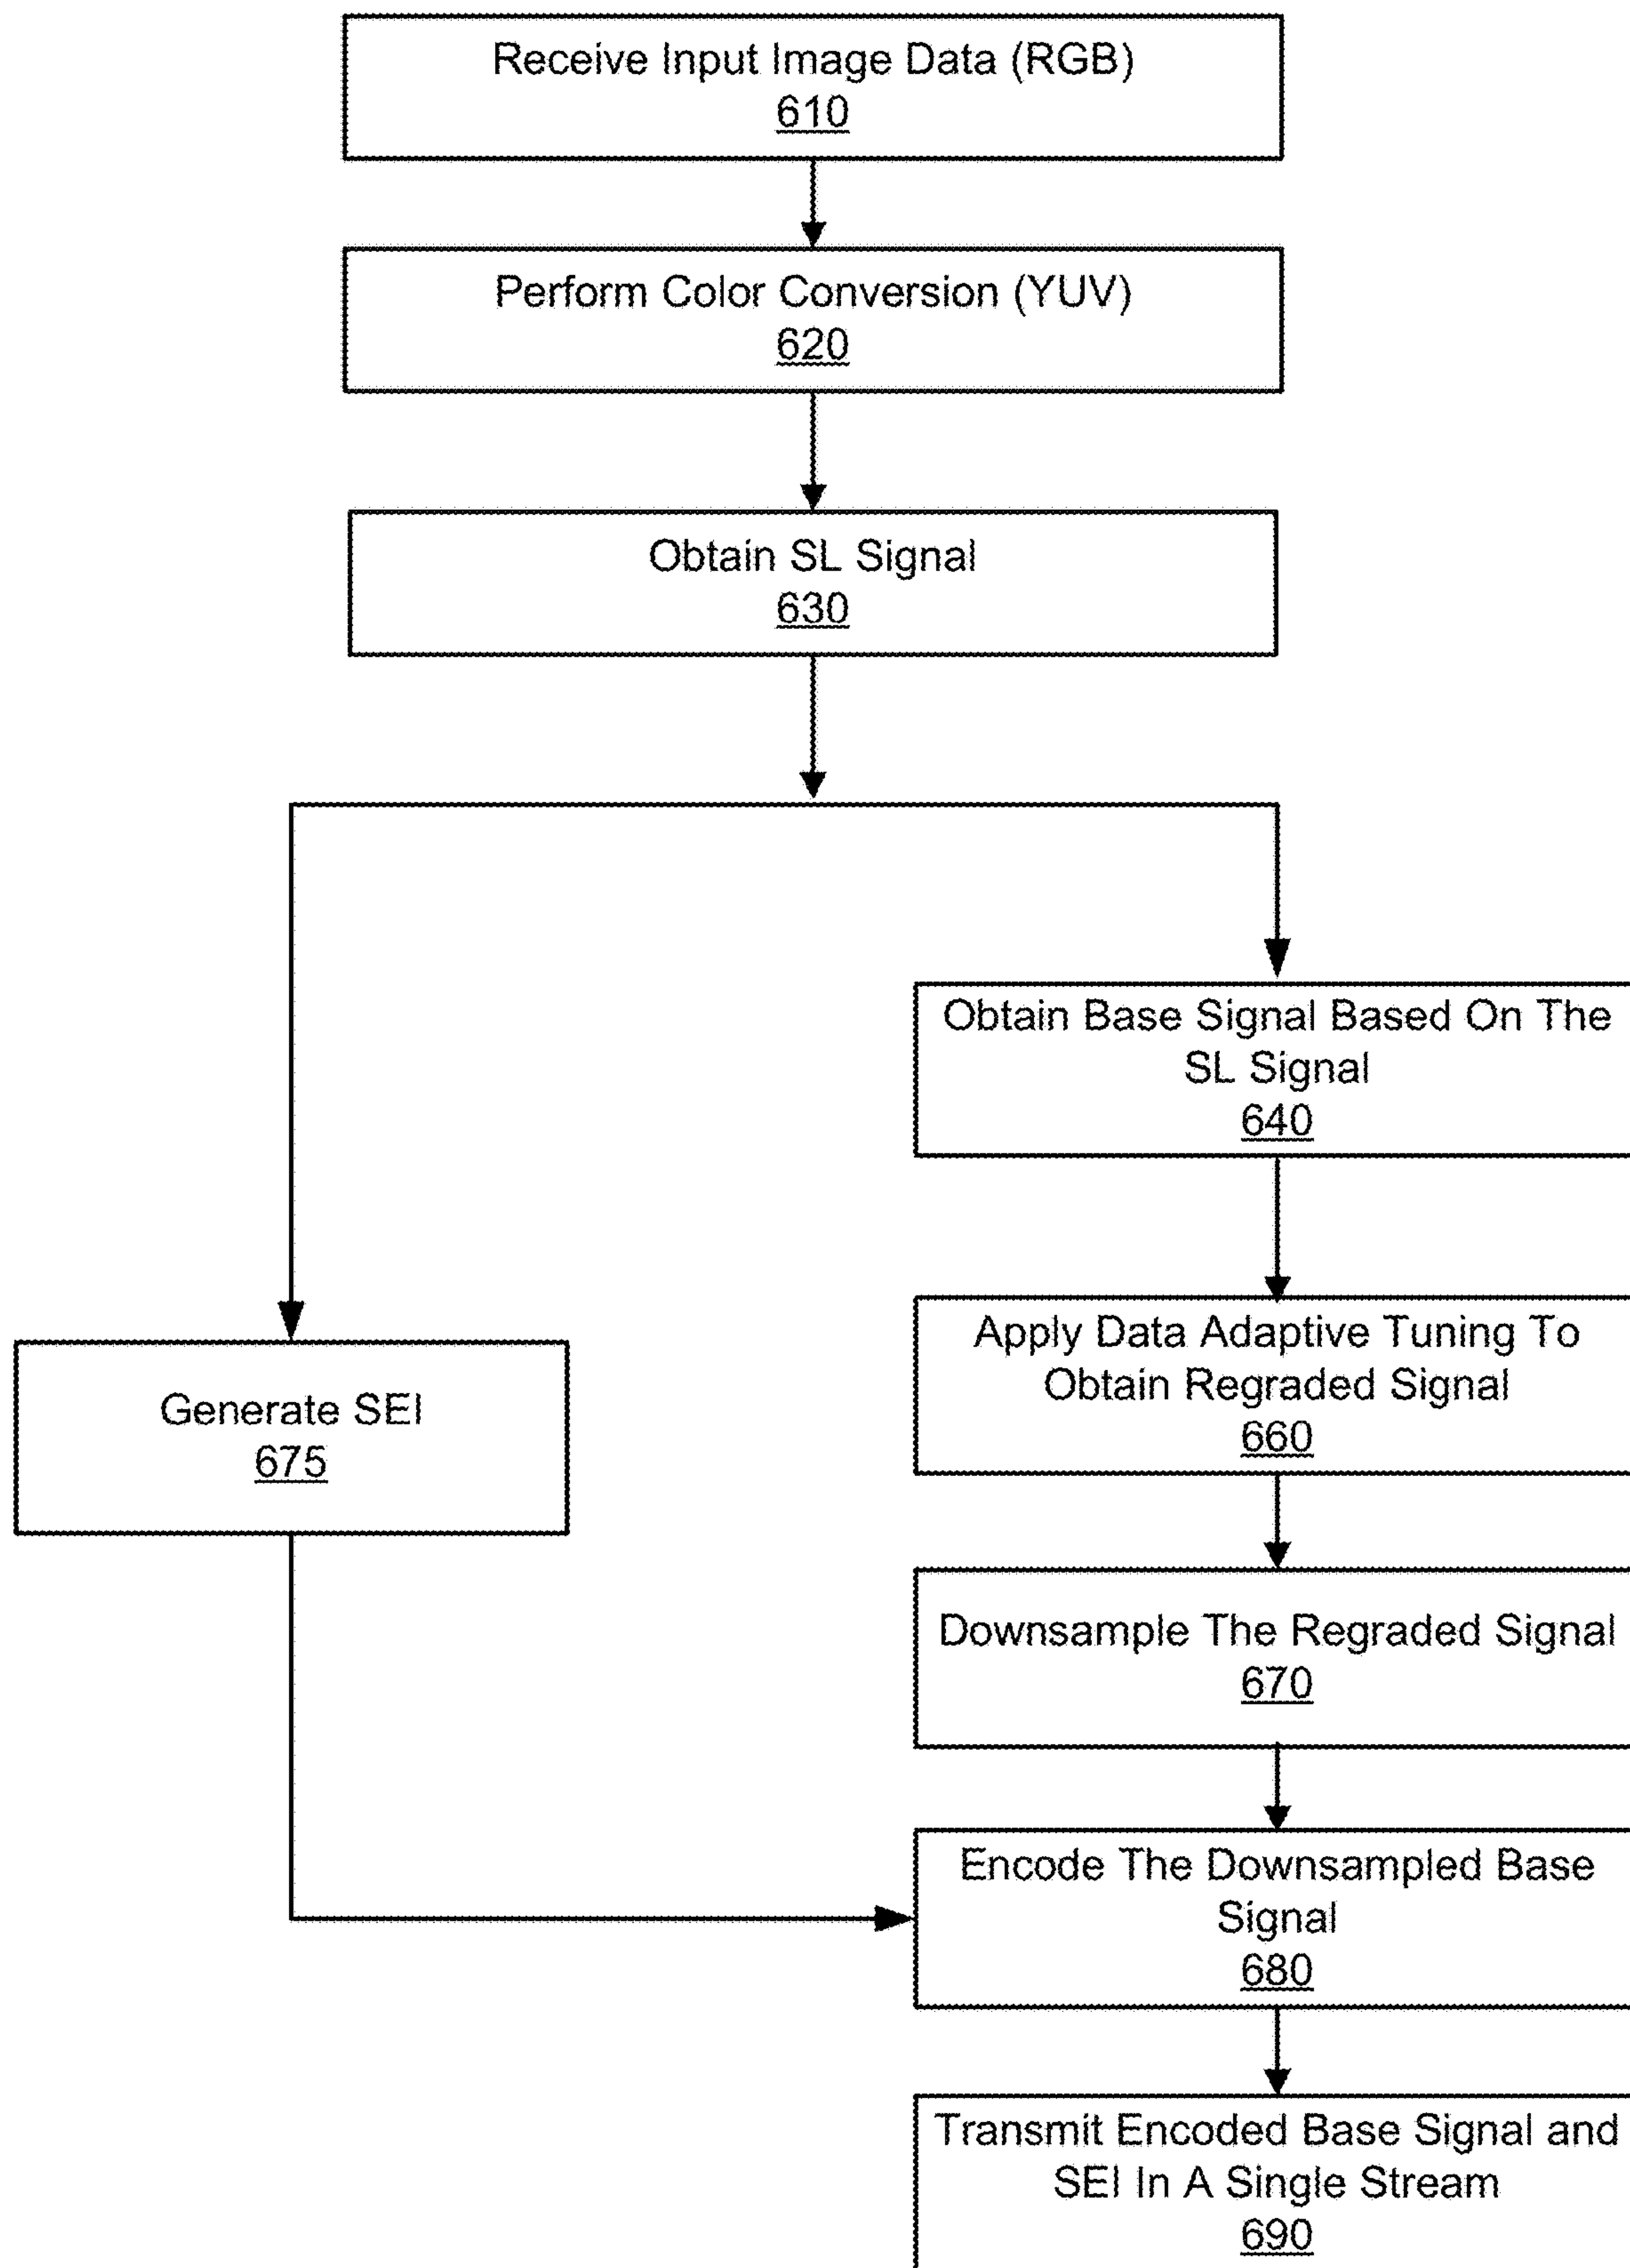 Receive Input Image Data (RGB)
610
Perform Color Conversion (YUV)
620
Obtain SL Signal
630
Obtain Base Signal Based On The
SL Signal
640
Apply Data Adaptive Tuning To
Obtain Regraded Signal
660
Generate SEI
675
Downsample The Regraded Signal
670
Encode The Downsampled Base
Signal
680
Transmit Encoded Base Signal and
SEI In A Single Stream
690